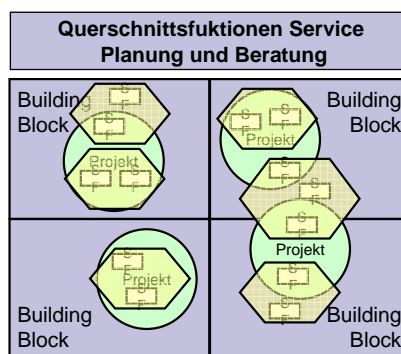 Querschnittsfuktionen Service
Planung und Beratung
Building
Block
S
F
S
F
Projekt
S
F
S
F
Building
Block
S
F
S
F
Projekt
S
F
S
F
S
F
Building
Block
S
F
Projekt
S
F
Building
Block
Projekt
S
F
S
F